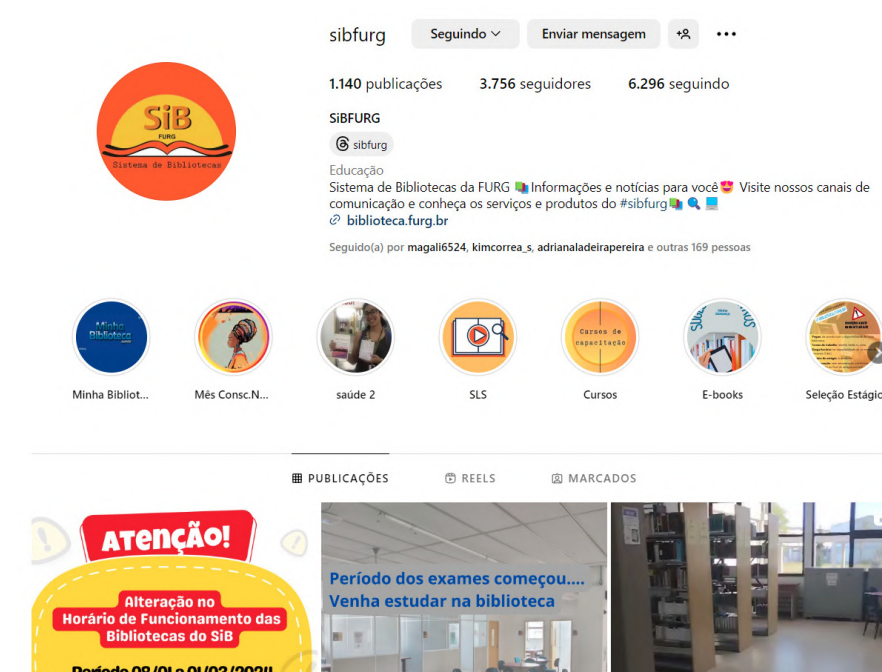 sibfurg
Seguindo
Enviar mensagem
1.140 publicações
3.756 seguidores
6.296 seguindo
SiB
FURG
Sistema de Bibliotecas
SiBFURG
sibfurg
Educação
Sistema de Bibliotecas da FURG 📚Informações e notícias para você😍 Visite nossos canais de
comunicação e conheça os serviços e produtos do #sibfurg📚🔍💻
biblioteca.furg.br
Seguido(a) por magali6524, kimcorrea_s, adrianaladeirapereira e outras 169 pessoas
Minha
Biblioteca
Cursos de
capacitação
Minha Bibliot...
Mês Consc.N...
saúde 2
SLS
Cursos
E-books
Seleção Estágio
PUBLICAÇÕES
REELS
MARCADOS
ATENÇÃO!
Alteração no
Horário de Funcionamento das
Bibliotecas do SiB
Período dos exames começou....
Venha estudar na biblioteca